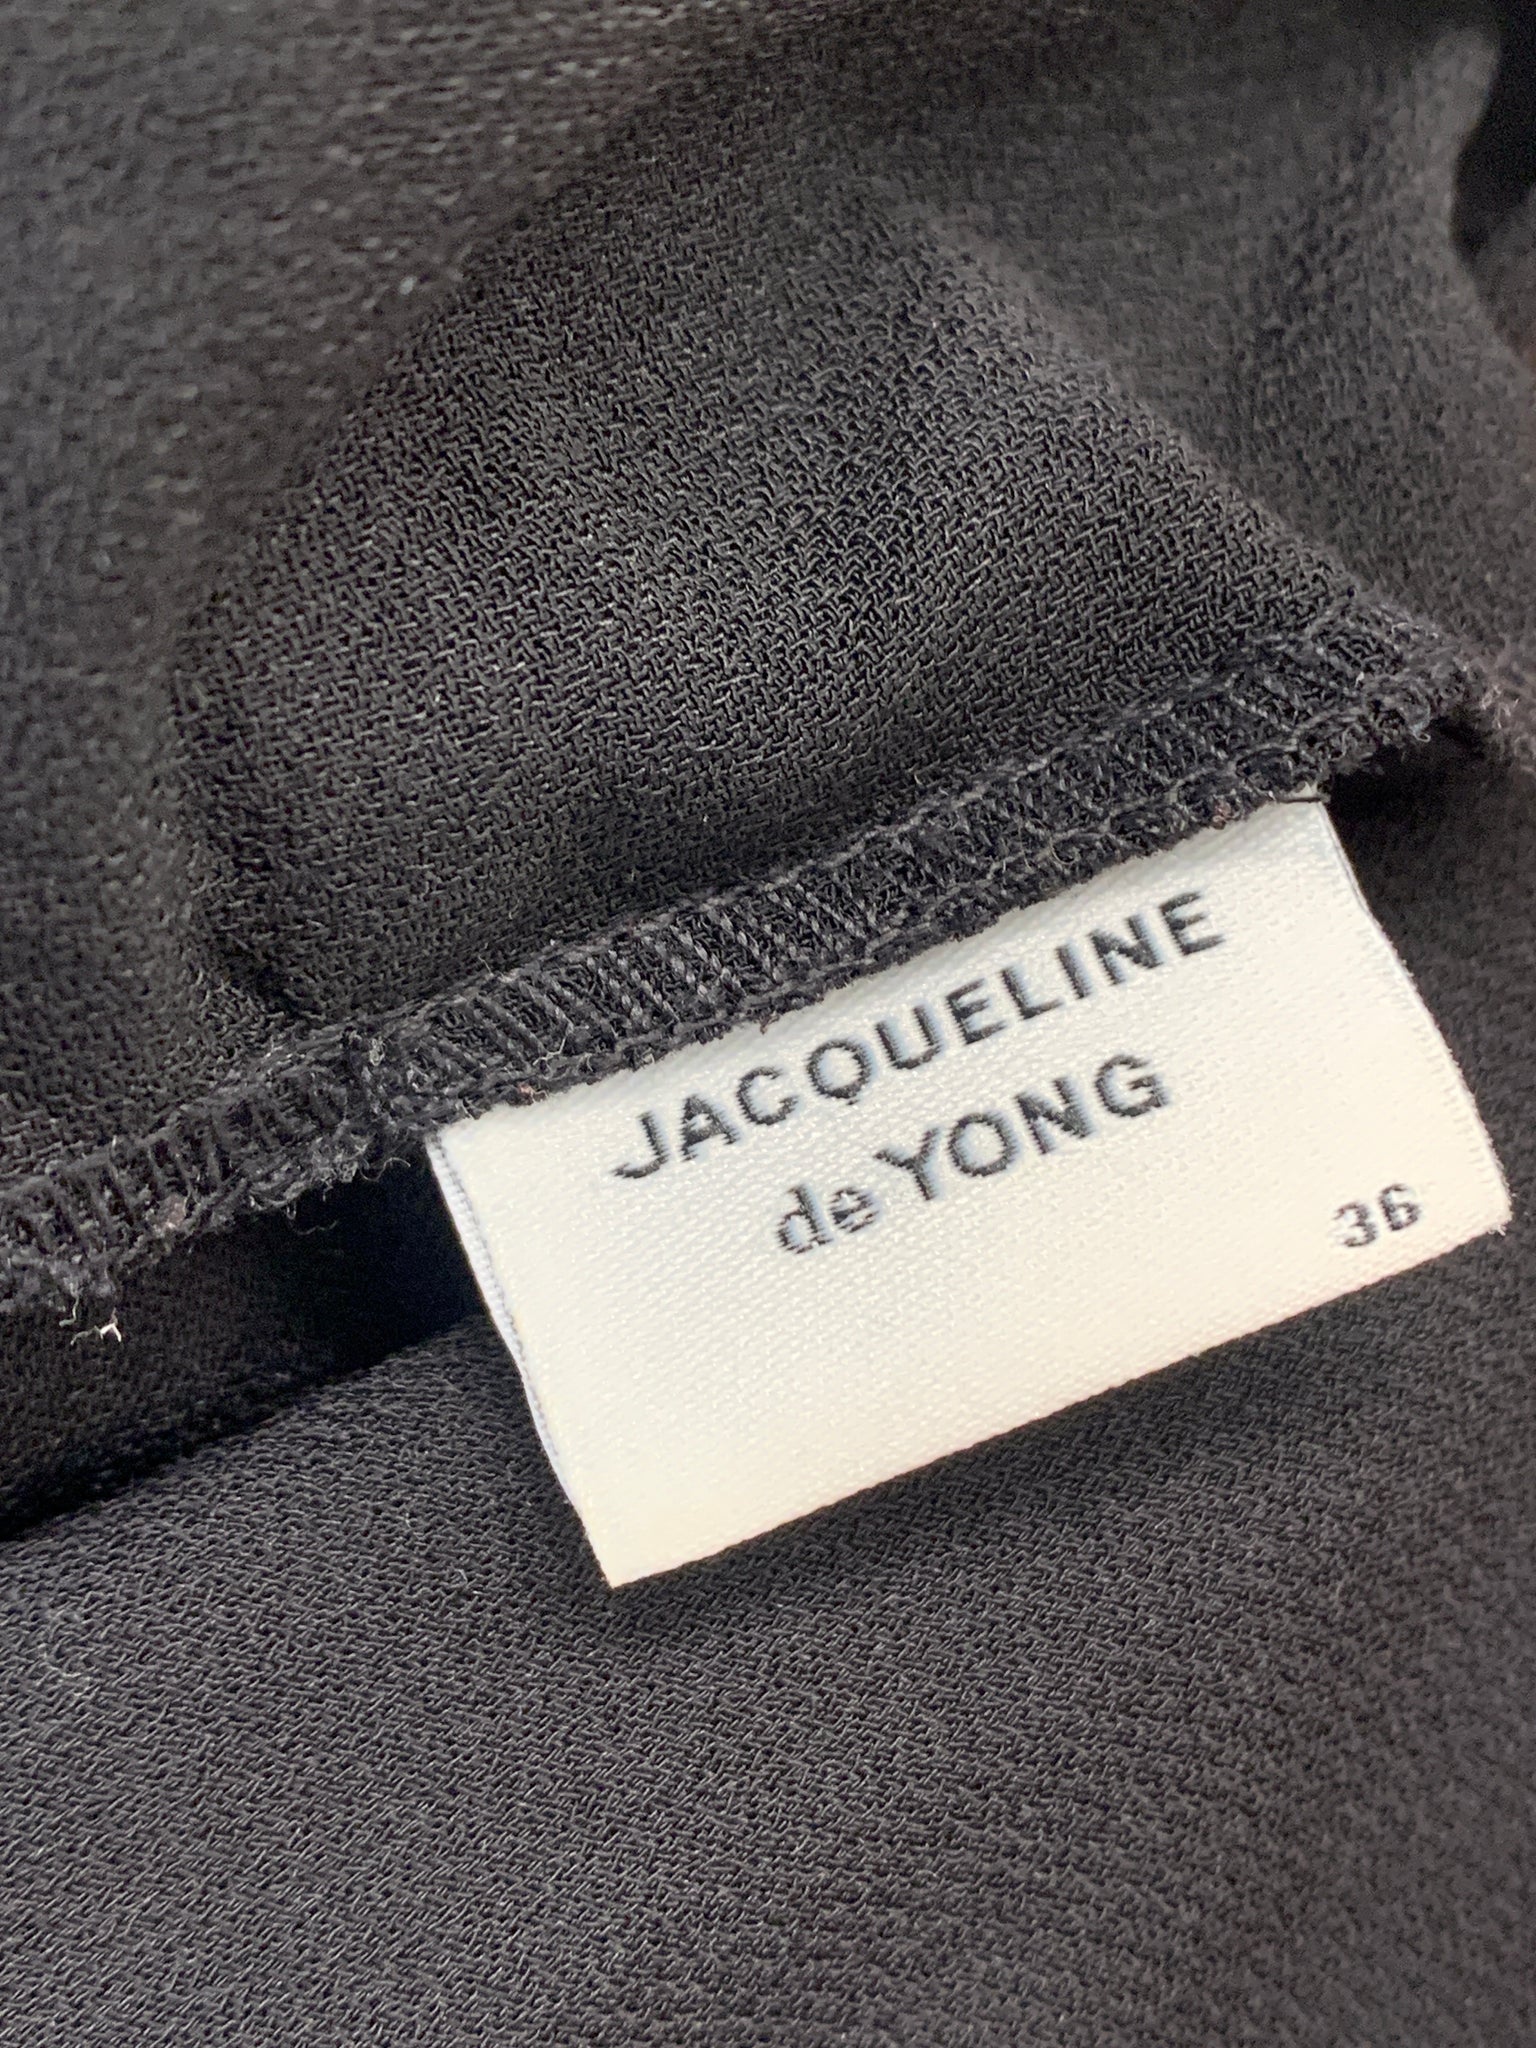 JACQUELINE
de YONG
36